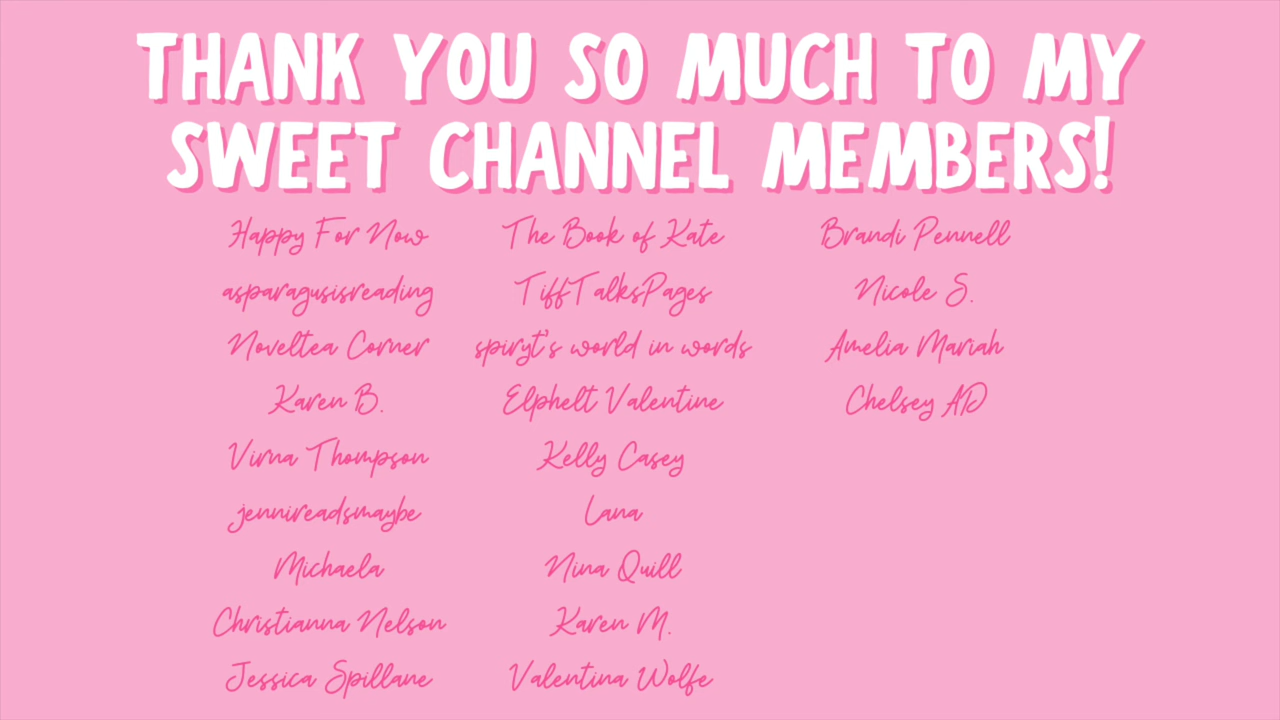 THANK YOU SO MUCH TO MY
SWEET CHANNEL MEMBERS!
Happy For Now
asparagusisreading
Noveltea Corner
Karen B.
Virna Thompson
jennireadsmaybe
Michaela
Christianna Nelson
Jessica Spillane
The Book of Kate
TiffTalksPages
spiryt's world in words
Elphelt Valentine
Kelly Casey
Lana
Nina Quill
Karen M.
Valentina Wolfe
Brandi Pennell
Nicole S.
Amelia Mariah
Chelsey AD